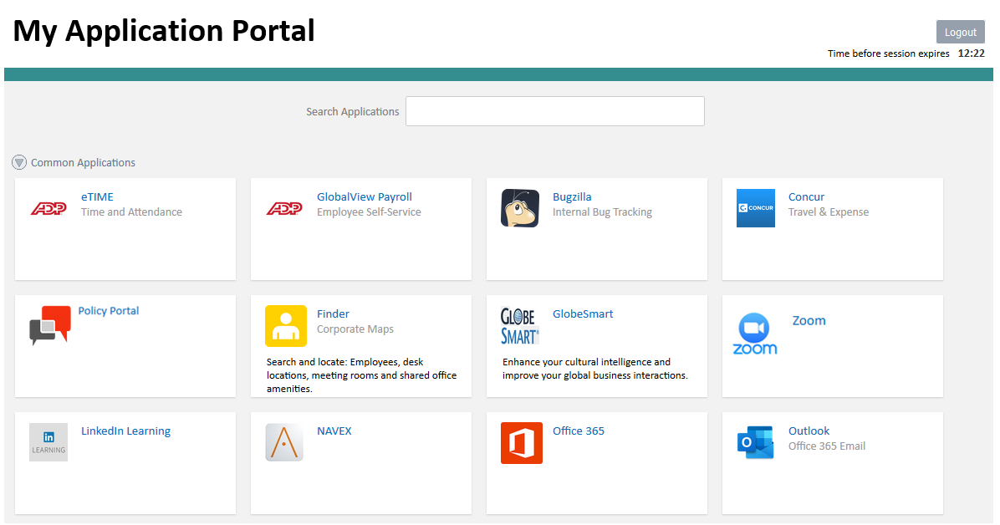 My Application Portal
Logout
Time before session expires 12:22
Search Applications
Common Applications
ADP
eTIME
Time and Attendance
ADP
GlobalView Payroll
Employee Self-Service
Bugzilla
Internal Bug Tracking
C CONCUR
Concur
Travel & Expense
Policy Portal
Finder
Corporate Maps
Search and locate: Employees, desk
locations, meeting rooms and shared office
amenities.
GLOBE
SMART®
GlobeSmart
Enhance your cultural intelligence and
improve your global business interactions.
zoom
Zoom
in
LEARNING
LinkedIn Learning
NAVEX
Office 365
O
Outlook
Office 365 Email